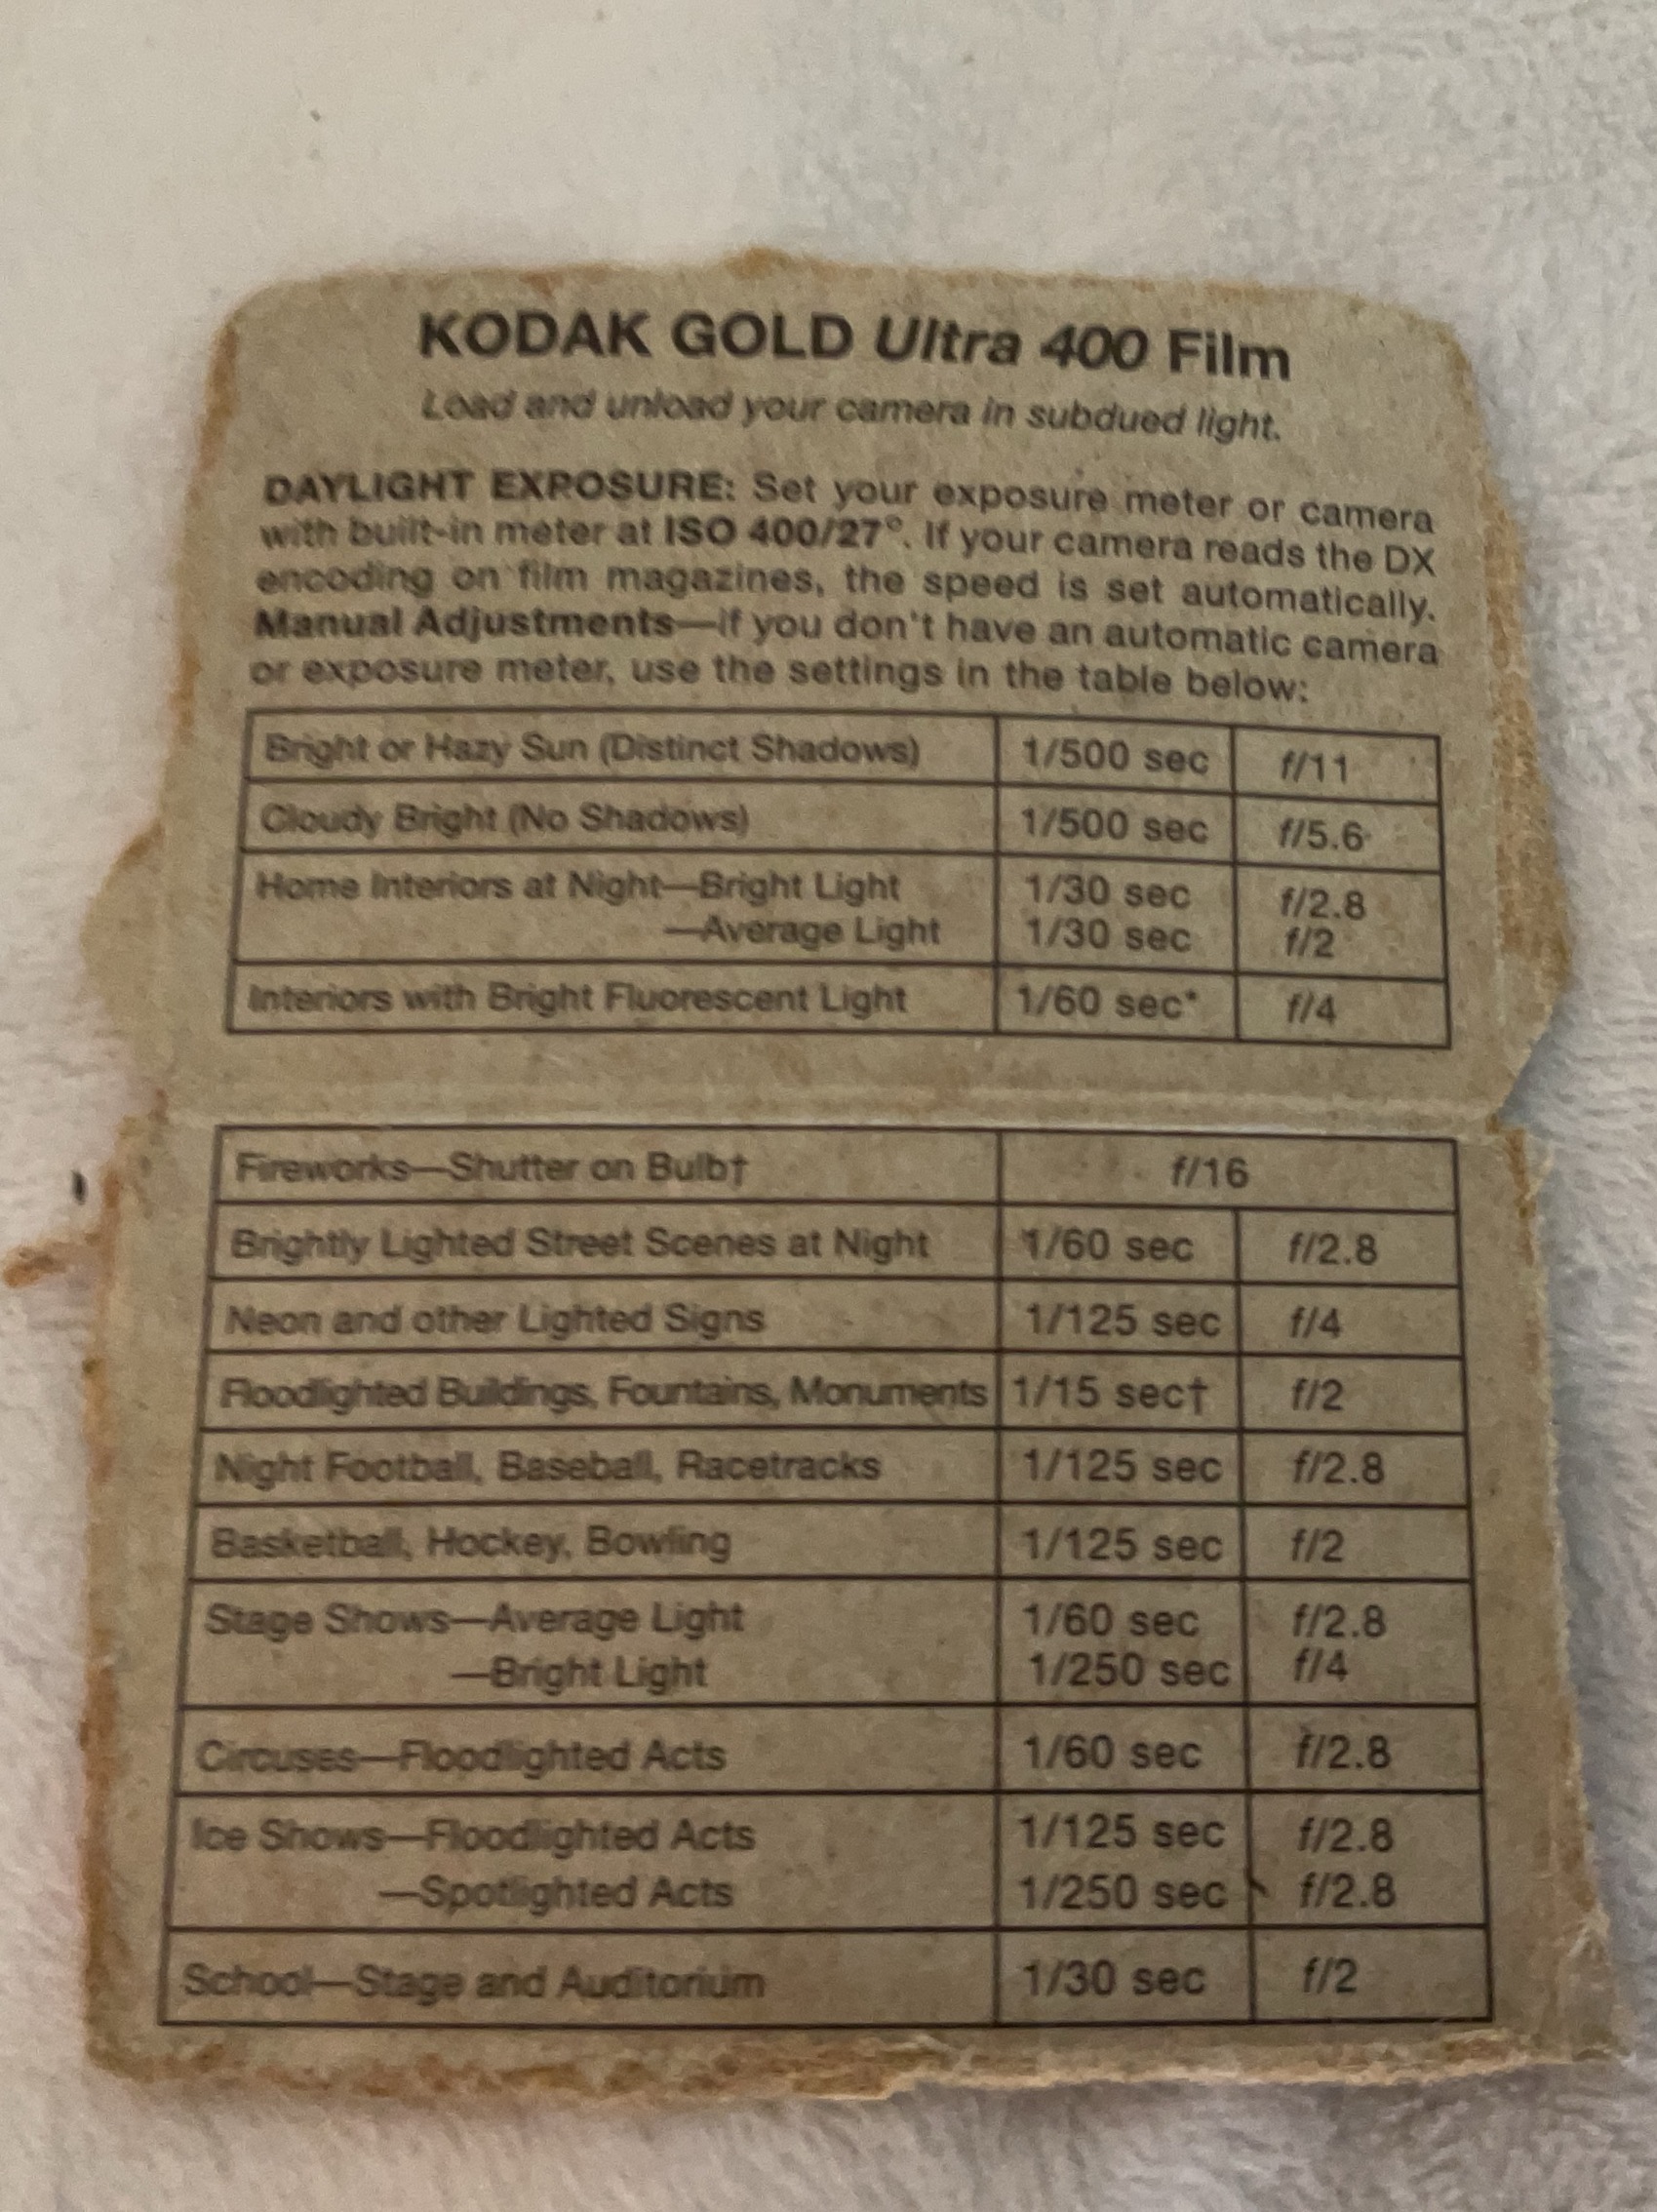 KODAK GOLD Ultra 400 Film
Load and unload your camera in subdued light.
DAYLIGHT EXPOSURE: Set your exposure meter or camera
with built-in meter at ISO 400/27°. If your camera reads the DX
encoding on film magazines, the speed is set automatically.
Manual Adjustments—If you don't have an automatic camera
or exposure meter, use the settings in the table below:
Bright or Hazy Sun (Distinct Shadows) 1/500 sec f/11
Cloudy Bright (No Shadows) 1/500 sec f/5.6
Home Interiors at Night—Bright Light 1/30 sec f/2.8
—Average Light 1/30 sec f/2
Interiors with Bright Fluorescent Light 1/60 sec* f/4
Fireworks—Shutter on Bulb† f/16
Brightly Lighted Street Scenes at Night 1/60 sec f/2.8
Neon and other Lighted Signs 1/125 sec f/4
Floodlighted Buildings, Fountains, Monuments 1/15 sec† f/2
Night Football, Baseball, Racetracks 1/125 sec f/2.8
Basketball, Hockey, Bowling 1/125 sec f/2
Stage Shows—Average Light 1/60 sec f/2.8
—Bright Light 1/250 sec f/4
Circuses—Floodlighted Acts 1/60 sec f/2.8
Ice Shows—Floodlighted Acts 1/125 sec f/2.8
—Spotlighted Acts 1/250 sec f/2.8
School—Stage and Auditorium 1/30 sec f/2